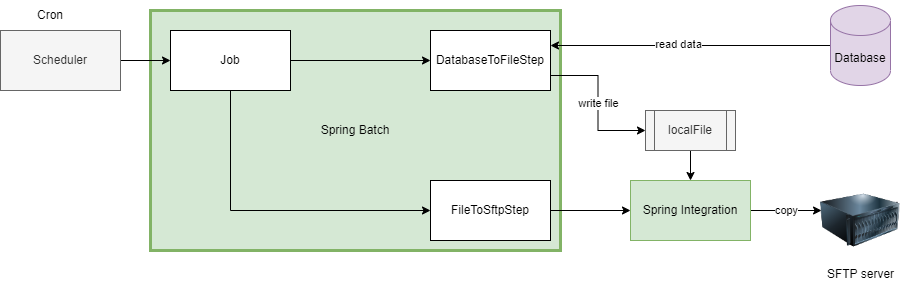 Cron
Scheduler
Job
DatabaseToFileStep
read data
Database
write file
Spring Batch
localFile
FileToSftpStep
Spring Integration
copy
SFTP server